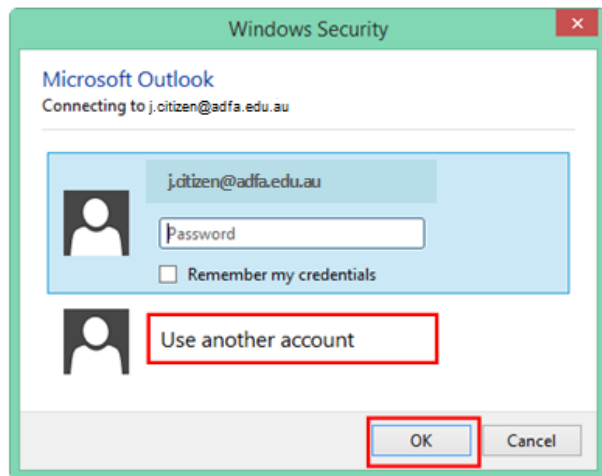 Windows Security
Microsoft Outlook
Connecting to j.citizen@adfa.edu.au
j.citizen@adfa.edu.au
Password
Remember my credentials
Use another account
OK Cancel